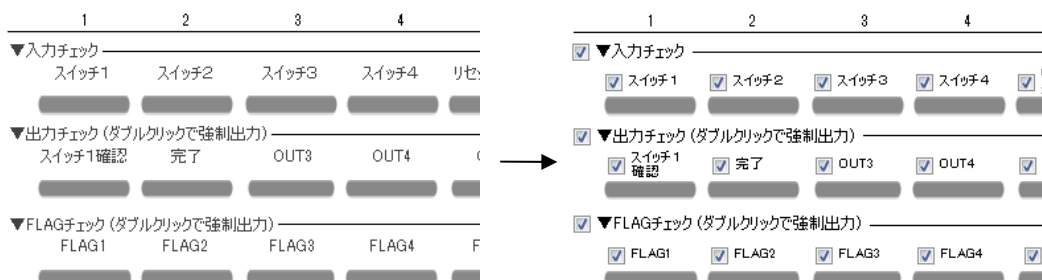 1 2 3 4
▼入力チェック
スイッチ1 スイッチ2 スイッチ3 スイッチ4
▼出力チェック (ダブルクリックで強制出力)
スイッチ1確認 完了 OUT3 OUT4
▼FLAGチェック (ダブルクリックで強制出力)
FLAG1 FLAG2 FLAG3 FLAG4 F
1 2 3 4
▼入力チェック
スイッチ1 スイッチ2 スイッチ3 スイッチ4
▼出力チェック (ダブルクリックで強制出力)
スイッチ1
確認 完了 OUT3 OUT4
▼FLAGチェック (ダブルクリックで強制出力)
FLAG1 FLAG2 FLAG3 FLAG4